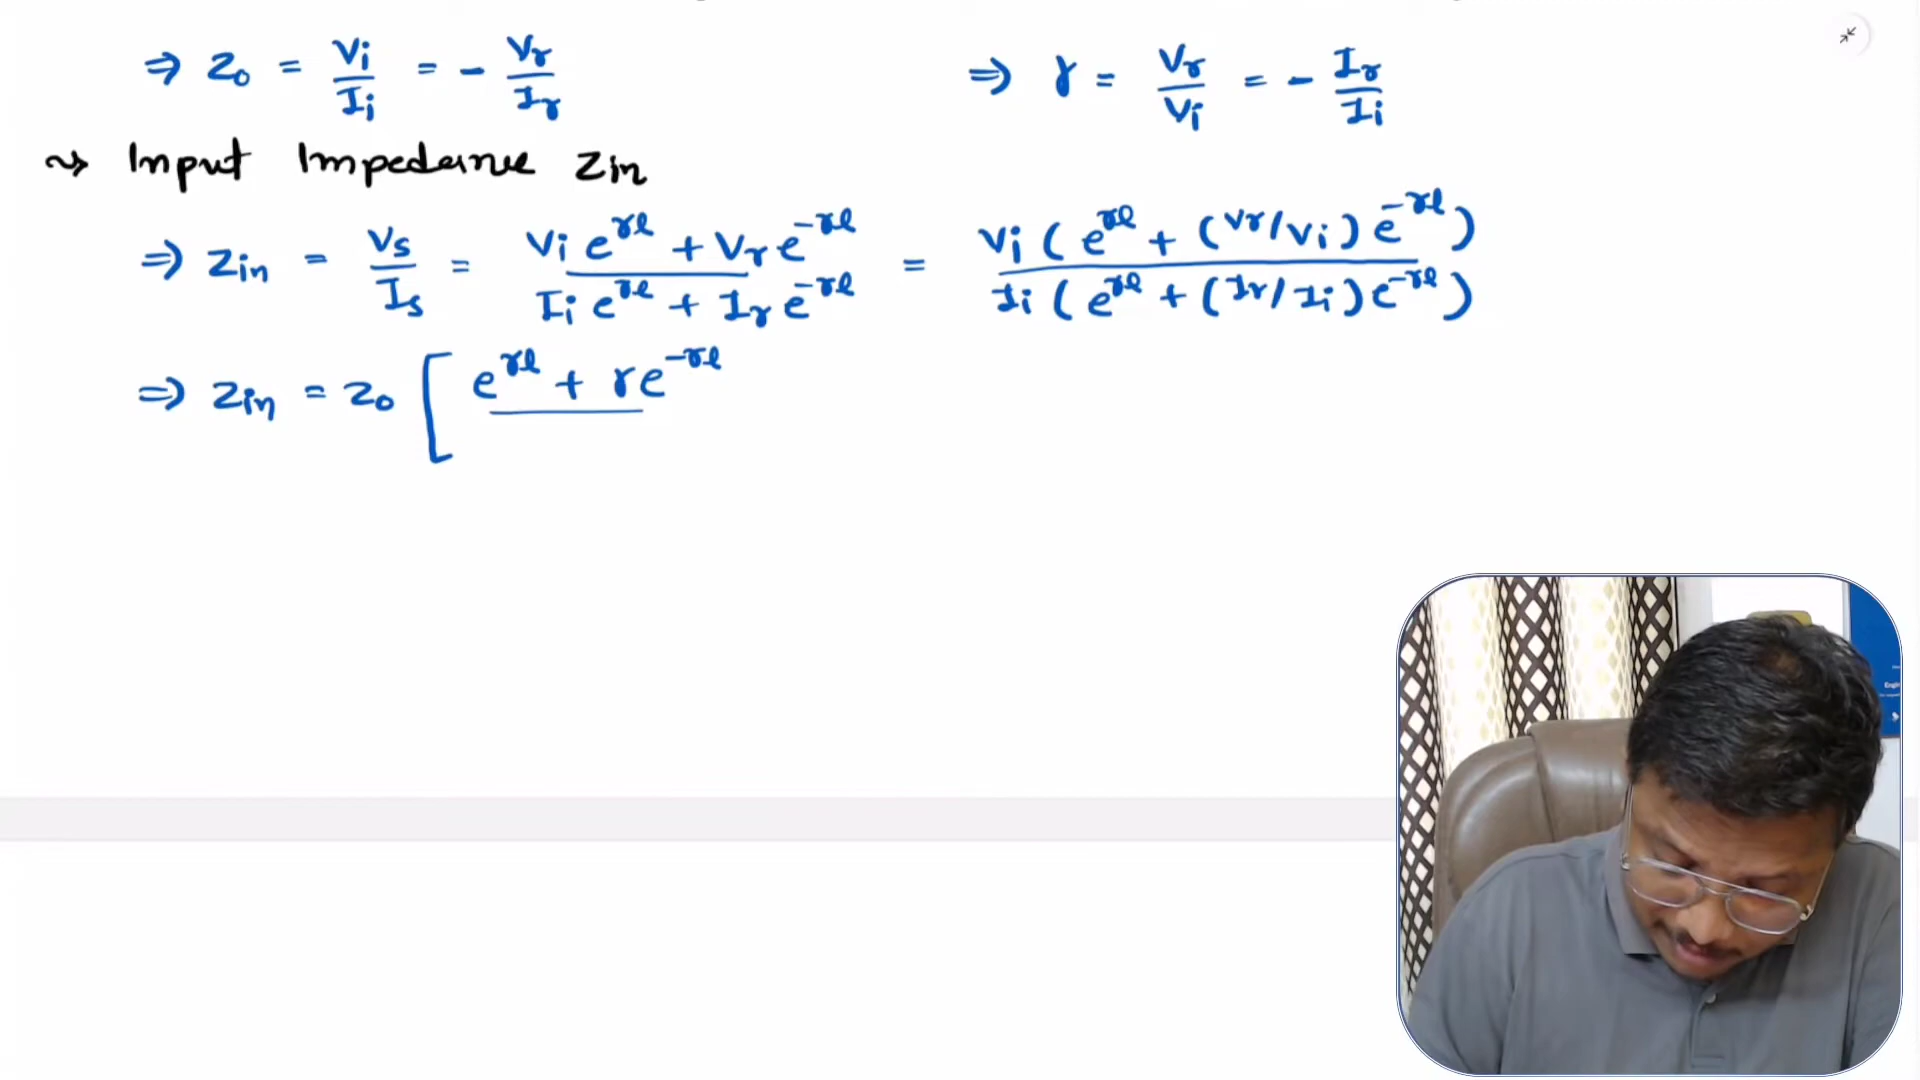 ⇒ Z₀ = Vi/Ii = - Vr/Ir
⇒ γ = Vr/Vi = - Ir/Ii
↝ Input Impedance Zin
⇒ Zin = Vs/Is = (Vi e^γl + Vr e^-γl)/(Ii e^γl + Ir e^-γl) = Vi (e^γl + (Vr/Vi) e^-γl)/Ii (e^γl + (Ir/Ii) e^-γl)
⇒ Zin = Z₀ [ e^γl + re^-γl